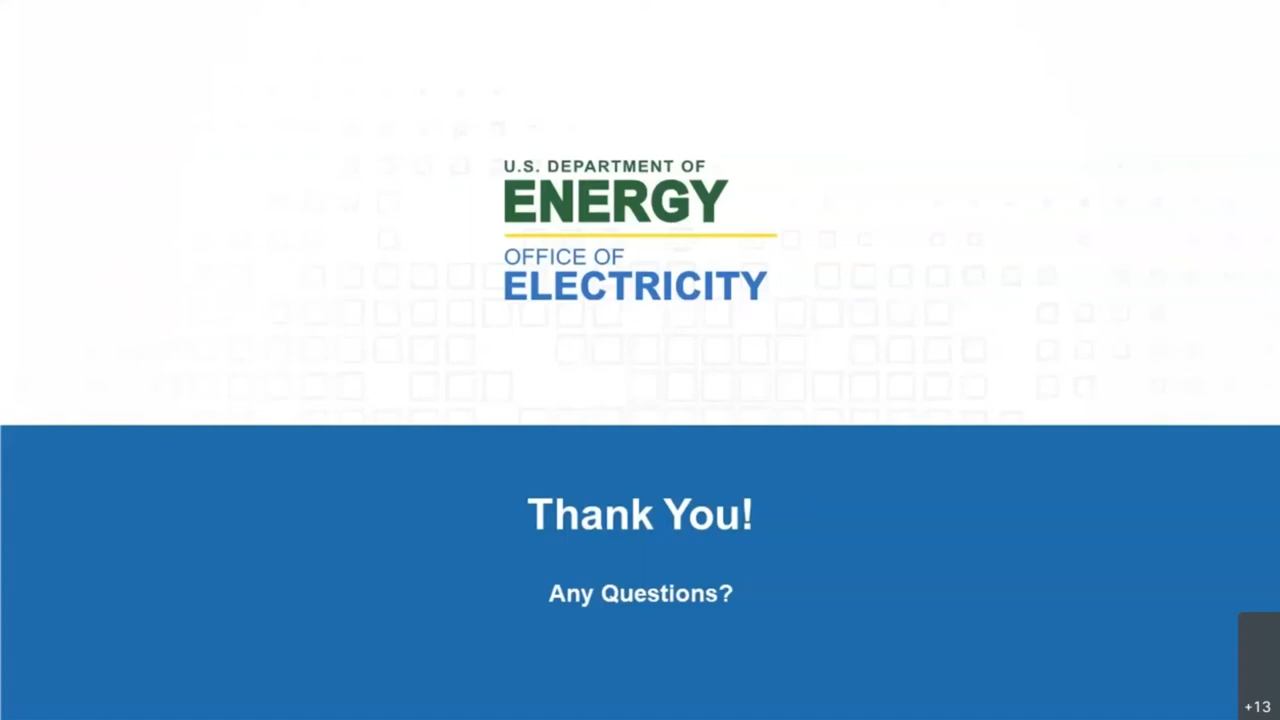 U.S. DEPARTMENT OF
ENERGY
OFFICE OF
ELECTRICITY
Thank You!
Any Questions?
+13